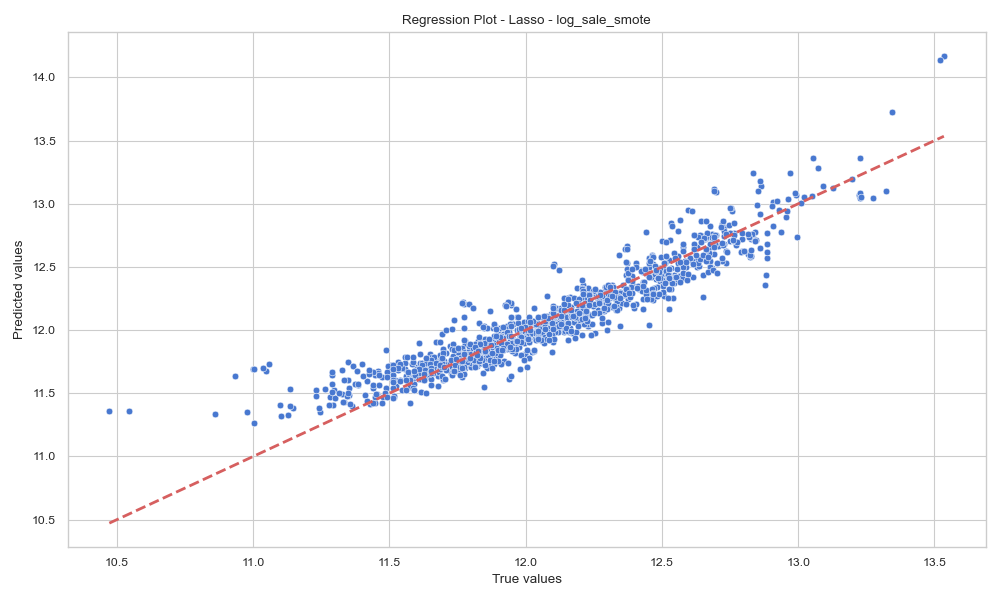 Regression Plot - Lasso - log_sale_smote
Predicted values
14.0
13.5
13.0
12.5
12.0
11.5
11.0
10.5
10.5 11.0 11.5 12.0 12.5 13.0 13.5
True values